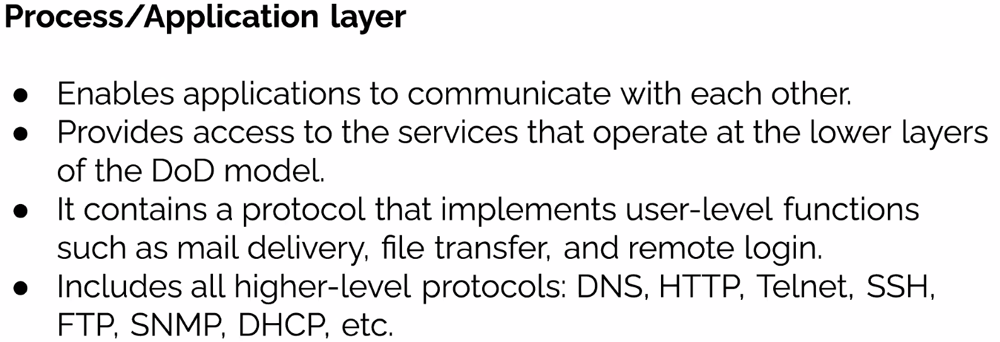 Process/Application layer
● Enables applications to communicate with each other.
● Provides access to the services that operate at the lower layers
of the DoD model.
● It contains a protocol that implements user-level functions
such as mail delivery, file transfer, and remote login.
● Includes all higher-level protocols: DNS, HTTP, Telnet, SSH,
FTP, SNMP, DHCP, etc.